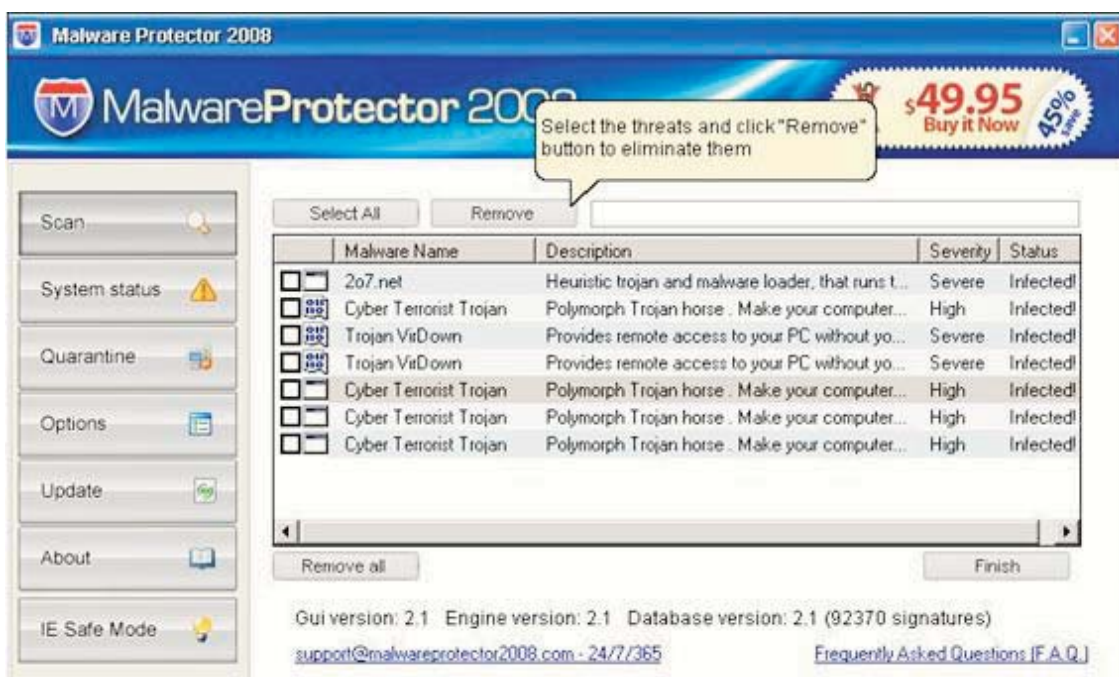 Malware Protector 2008
MalwareProtector 2008
$49.95
Buy it Now
45%
save
Select the threats and click "Remove"
button to eliminate them
Scan
System status
Quarantine
Options
Update
About
IE Safe Mode
Select All Remove
Malware Name Description Severity Status
2o7.net Heuristic trojan and malware loader, that runs t... Severe Infected!
Cyber Terrorist Trojan Polymorph Trojan horse . Make your computer... High Infected!
Trojan VirDown Provides remote access to your PC without yo... Severe Infected!
Trojan VirDown Provides remote access to your PC without yo... Severe Infected!
Cyber Terrorist Trojan Polymorph Trojan horse . Make your computer... High Infected!
Cyber Terrorist Trojan Polymorph Trojan horse . Make your computer... High Infected!
Cyber Terrorist Trojan Polymorph Trojan horse . Make your computer... High Infected!
Remove all Finish
Gui version: 2.1 Engine version: 2.1 Database version: 2.1 (92370 signatures)
support@malwareprotector2008.com - 24/7/365 Frequently Asked Questions [F.A.Q.]